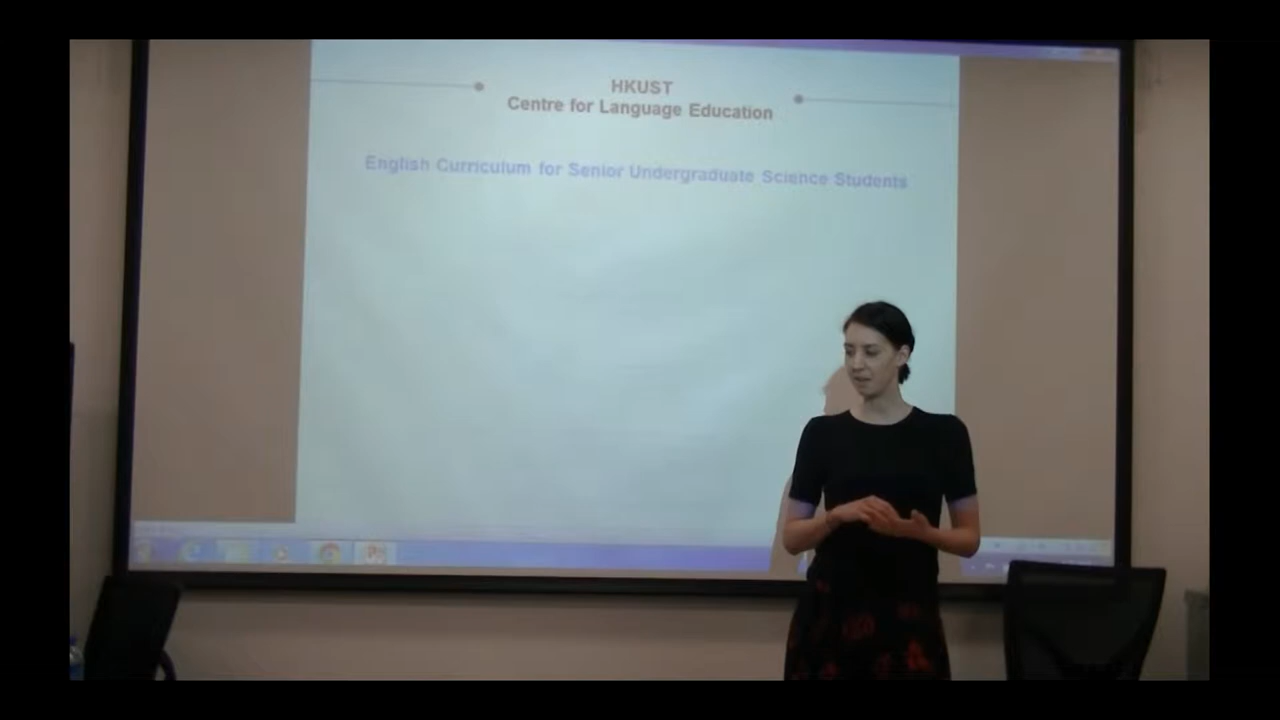 HKUST
Centre for Language Education
English Curriculum for Senior Undergraduate Science Students